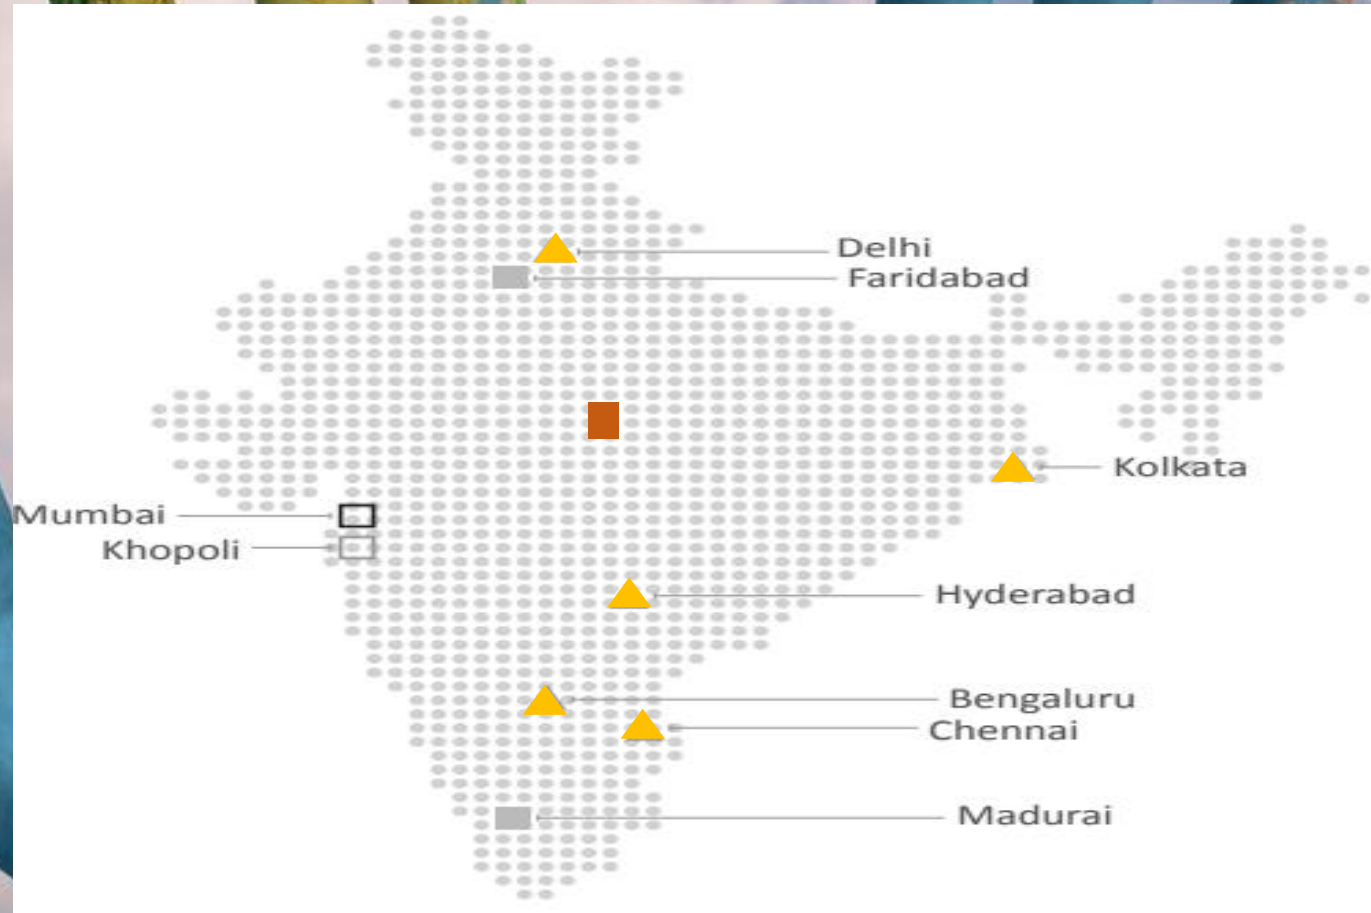 Delhi
Faridabad
Kolkata
Mumbai
Khopoli
Hyderabad
Bengaluru
Chennai
Madurai